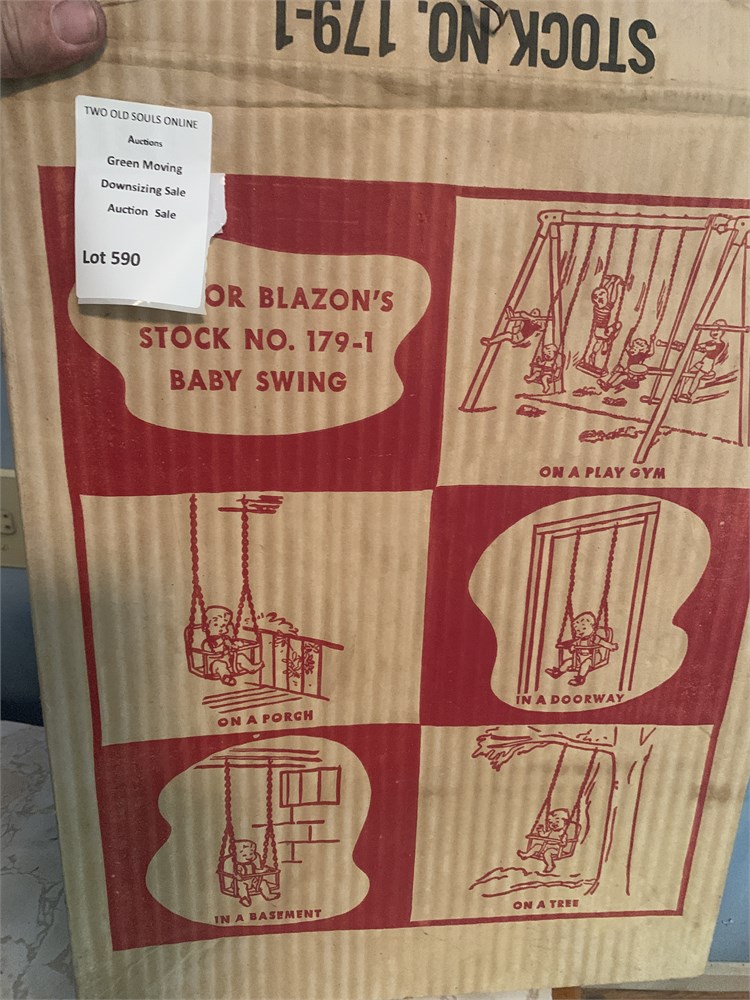 STOCK NO. 179-1
TWO OLD SOULS ONLINE
Auctions
Green Moving
Downsizing Sale
Auction Sale
Lot 590
OR BLAZON'S
STOCK NO. 179-1
BABY SWING
ON A PLAY GYM
ON A PORCH
IN A DOORWAY
IN A BASEMENT
ON A TREE